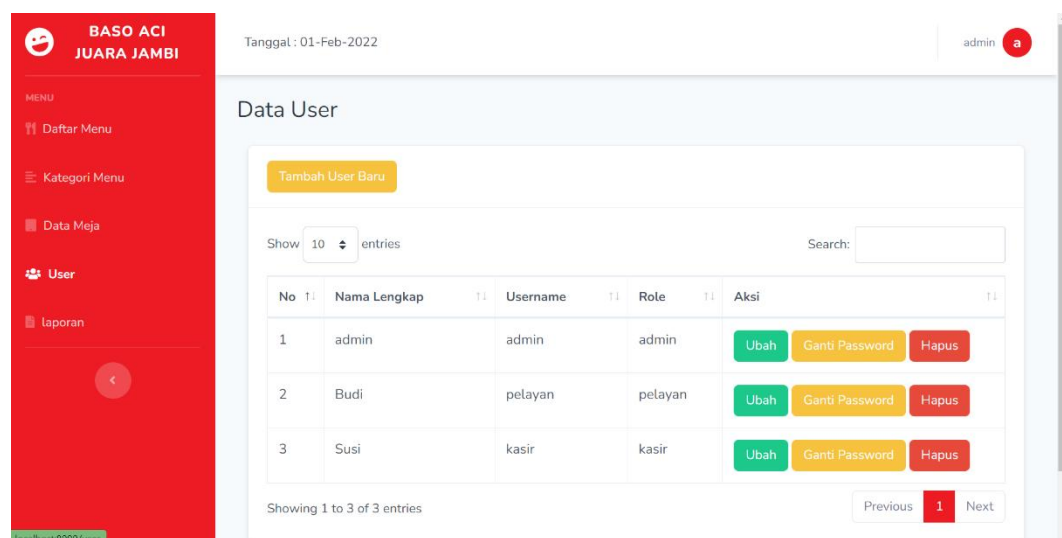 BASO ACI
JUARA JAMBI
Tanggal : 01-Feb-2022
admin a
MENU
Daftar Menu
Kategori Menu
Data Meja
User
laporan
Data User
Tambah User Baru
Show 10 entries
Search:
No Nama Lengkap Username Role Aksi
1 admin admin admin Ubah Ganti Password Hapus
2 Budi pelayan pelayan Ubah Ganti Password Hapus
3 Susi kasir kasir Ubah Ganti Password Hapus
Showing 1 to 3 of 3 entries
Previous 1 Next